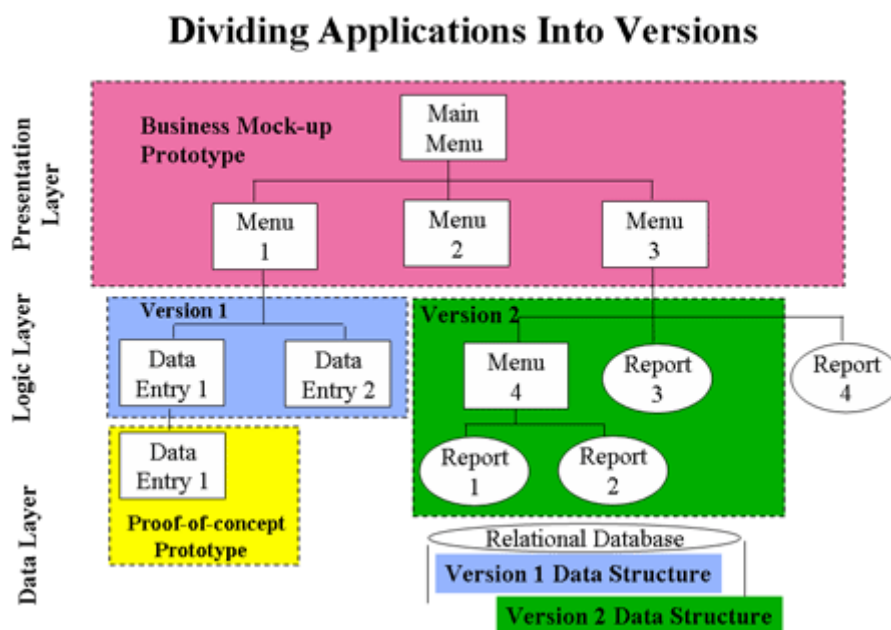 Dividing Applications Into Versions
Presentation
Layer
Business Mock-up
Prototype
Main
Menu
Menu
1
Menu
2
Menu
3
Logic Layer
Version 1
Data
Entry 1
Data
Entry 2
Version 2
Menu
4
Report
3
Report
4
Data
Entry 1
Proof-of-concept
Prototype
Report
1
Report
2
Data Layer
Relational Database
Version 1 Data Structure
Version 2 Data Structure